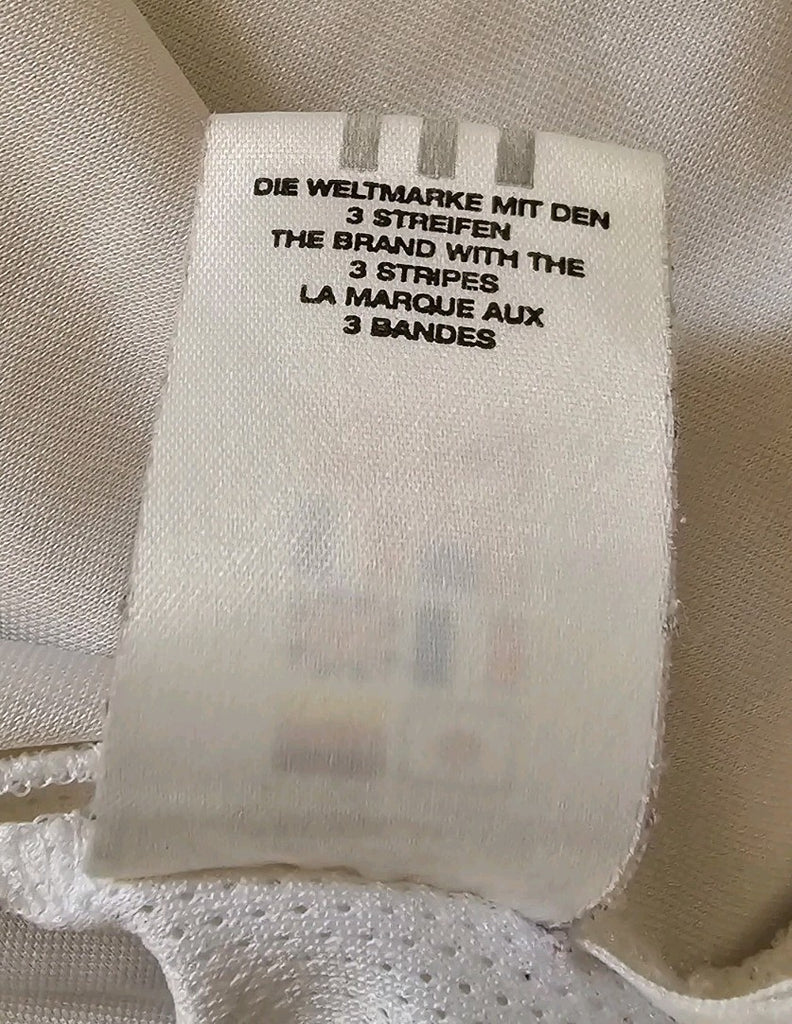 DIE WELTMARKE MIT DEN
3 STREIFEN
THE BRAND WITH THE
3 STRIPES
LA MARQUE AUX
3 BANDES